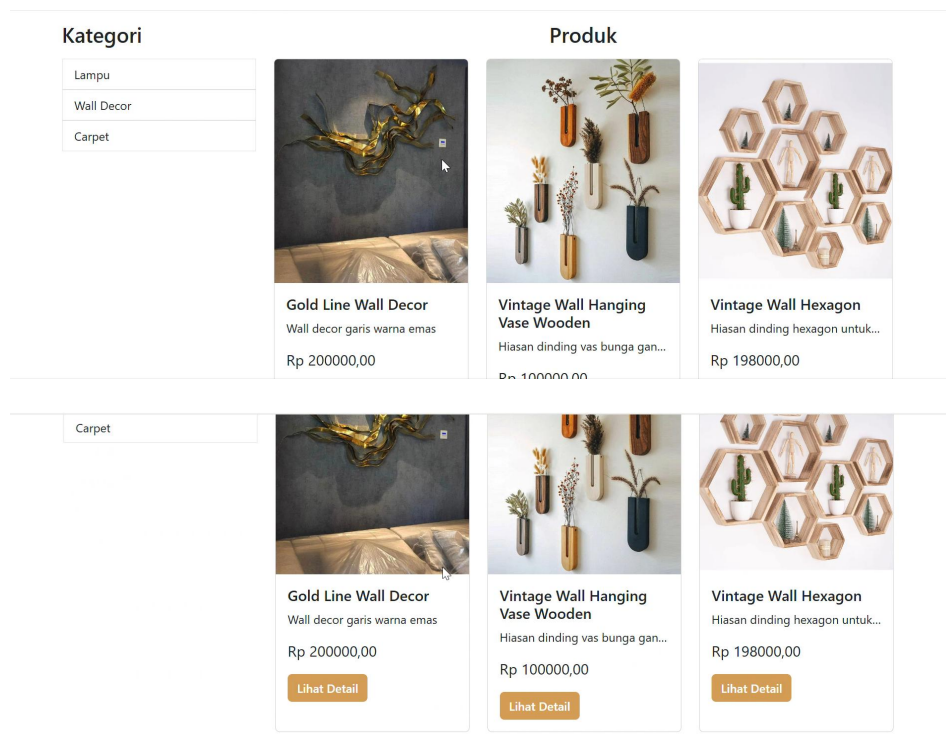 Kategori
Produk
Lampu
Wall Decor
Carpet
Gold Line Wall Decor
Wall decor garis warna emas
Rp 200000,00
Vintage Wall Hanging
Vase Wooden
Hiasan dinding vas bunga gan...
Rp 100000,00
Vintage Wall Hexagon
Hiasan dinding hexagon untuk...
Rp 198000,00
Carpet
Gold Line Wall Decor
Wall decor garis warna emas
Rp 200000,00
Lihat Detail
Vintage Wall Hanging
Vase Wooden
Hiasan dinding vas bunga gan...
Rp 100000,00
Lihat Detail
Vintage Wall Hexagon
Hiasan dinding hexagon untuk...
Rp 198000,00
Lihat Detail